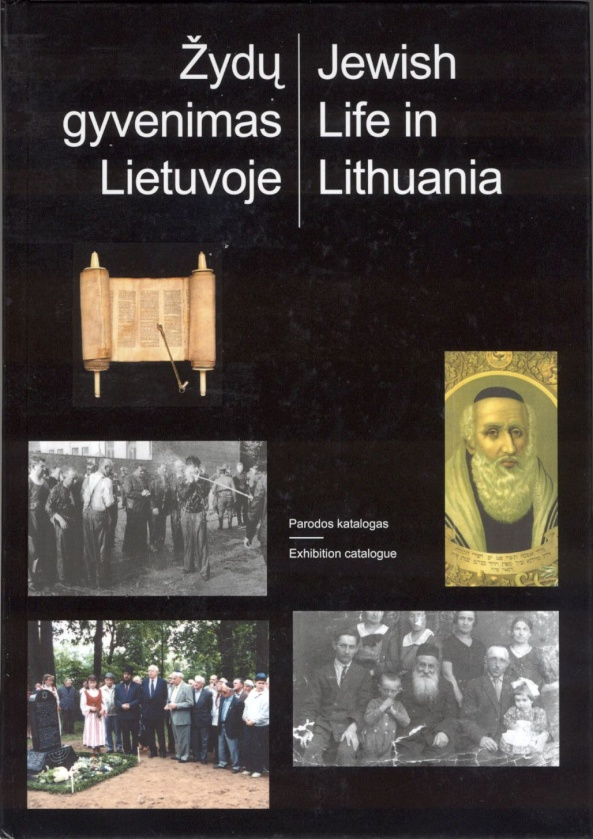 Žydų
gyvenimas
Lietuvoje
Jewish
Life in
Lithuania
Parodos katalogas
Exhibition catalogue